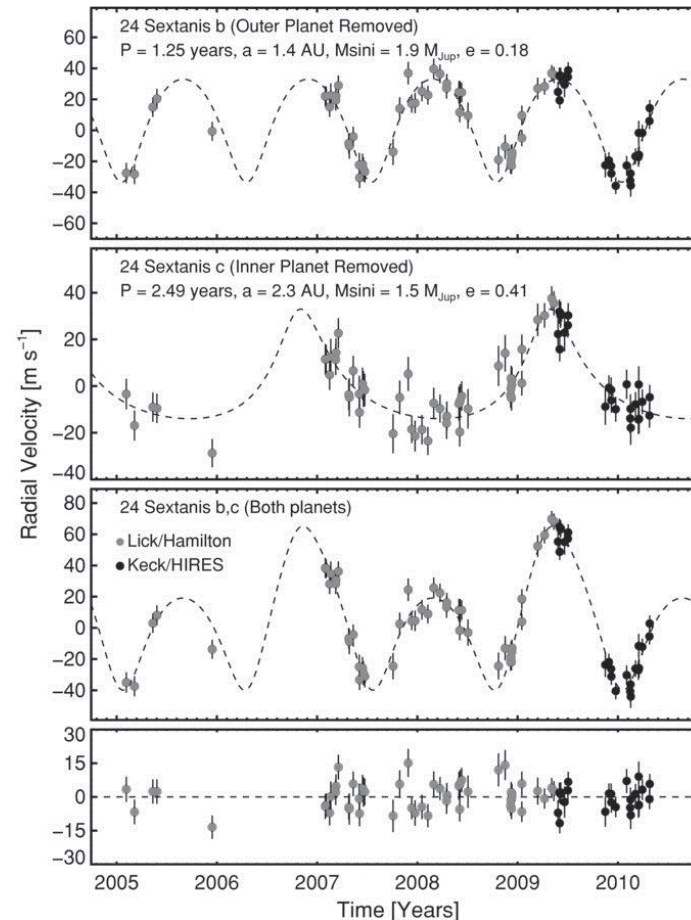 24 Sextanis b (Outer Planet Removed)
P = 1.25 years, a = 1.4 AU, Msini = 1.9 M_Jup, e = 0.18
80
60
40
20
0
−20
−40
−60
24 Sextanis c (Inner Planet Removed)
P = 2.49 years, a = 2.3 AU, Msini = 1.5 M_Jup, e = 0.41
40
20
0
−20
−40
Radial Velocity [m s⁻¹]
24 Sextanis b,c (Both planets)
Lick/Hamilton
Keck/HIRES
80
60
40
20
0
−20
−40
30
15
0
−15
−30
2005 2006 2007 2008 2009 2010
Time [Years]